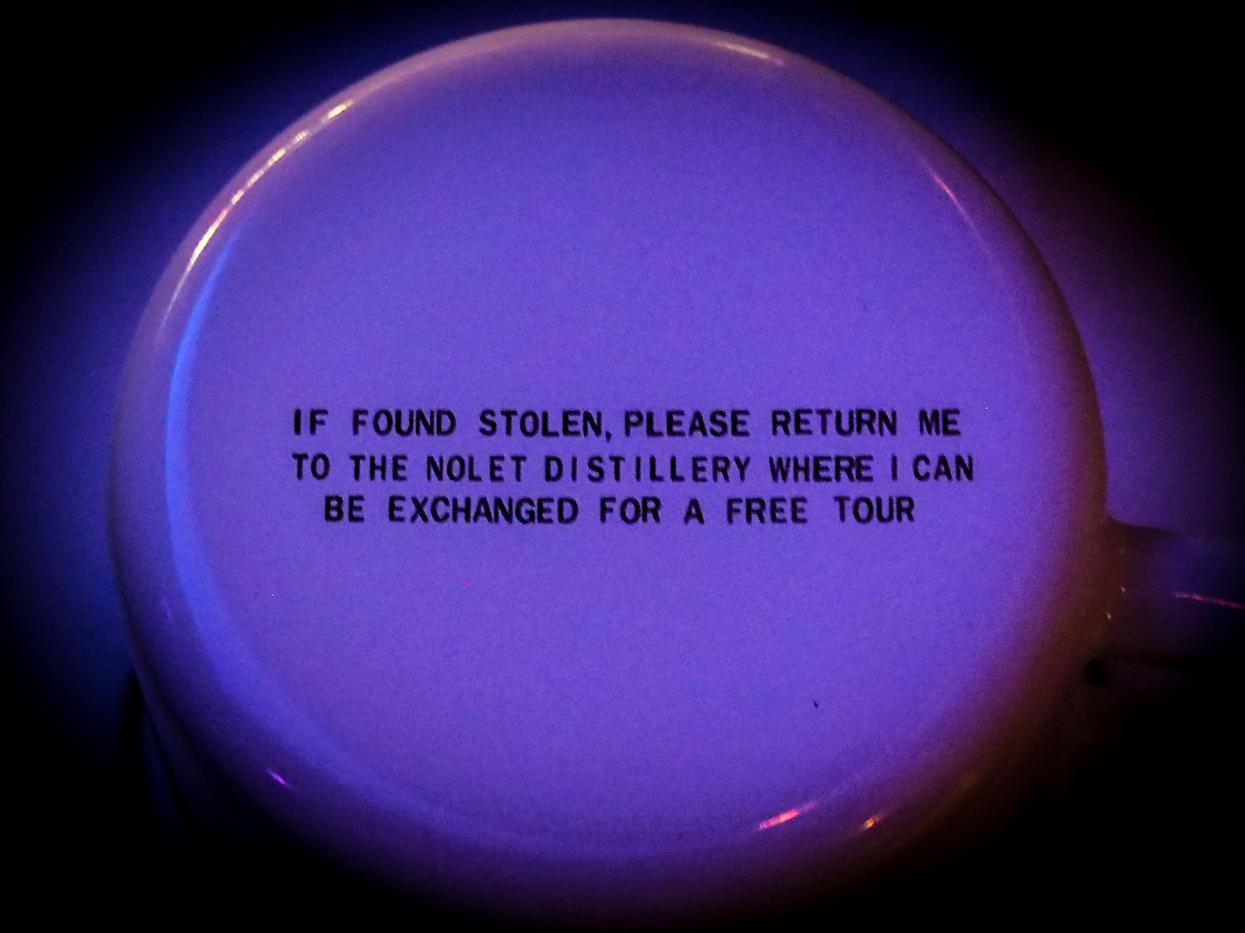 IF FOUND STOLEN, PLEASE RETURN ME
TO THE NOLET DISTILLERY WHERE I CAN
BE EXCHANGED FOR A FREE TOUR